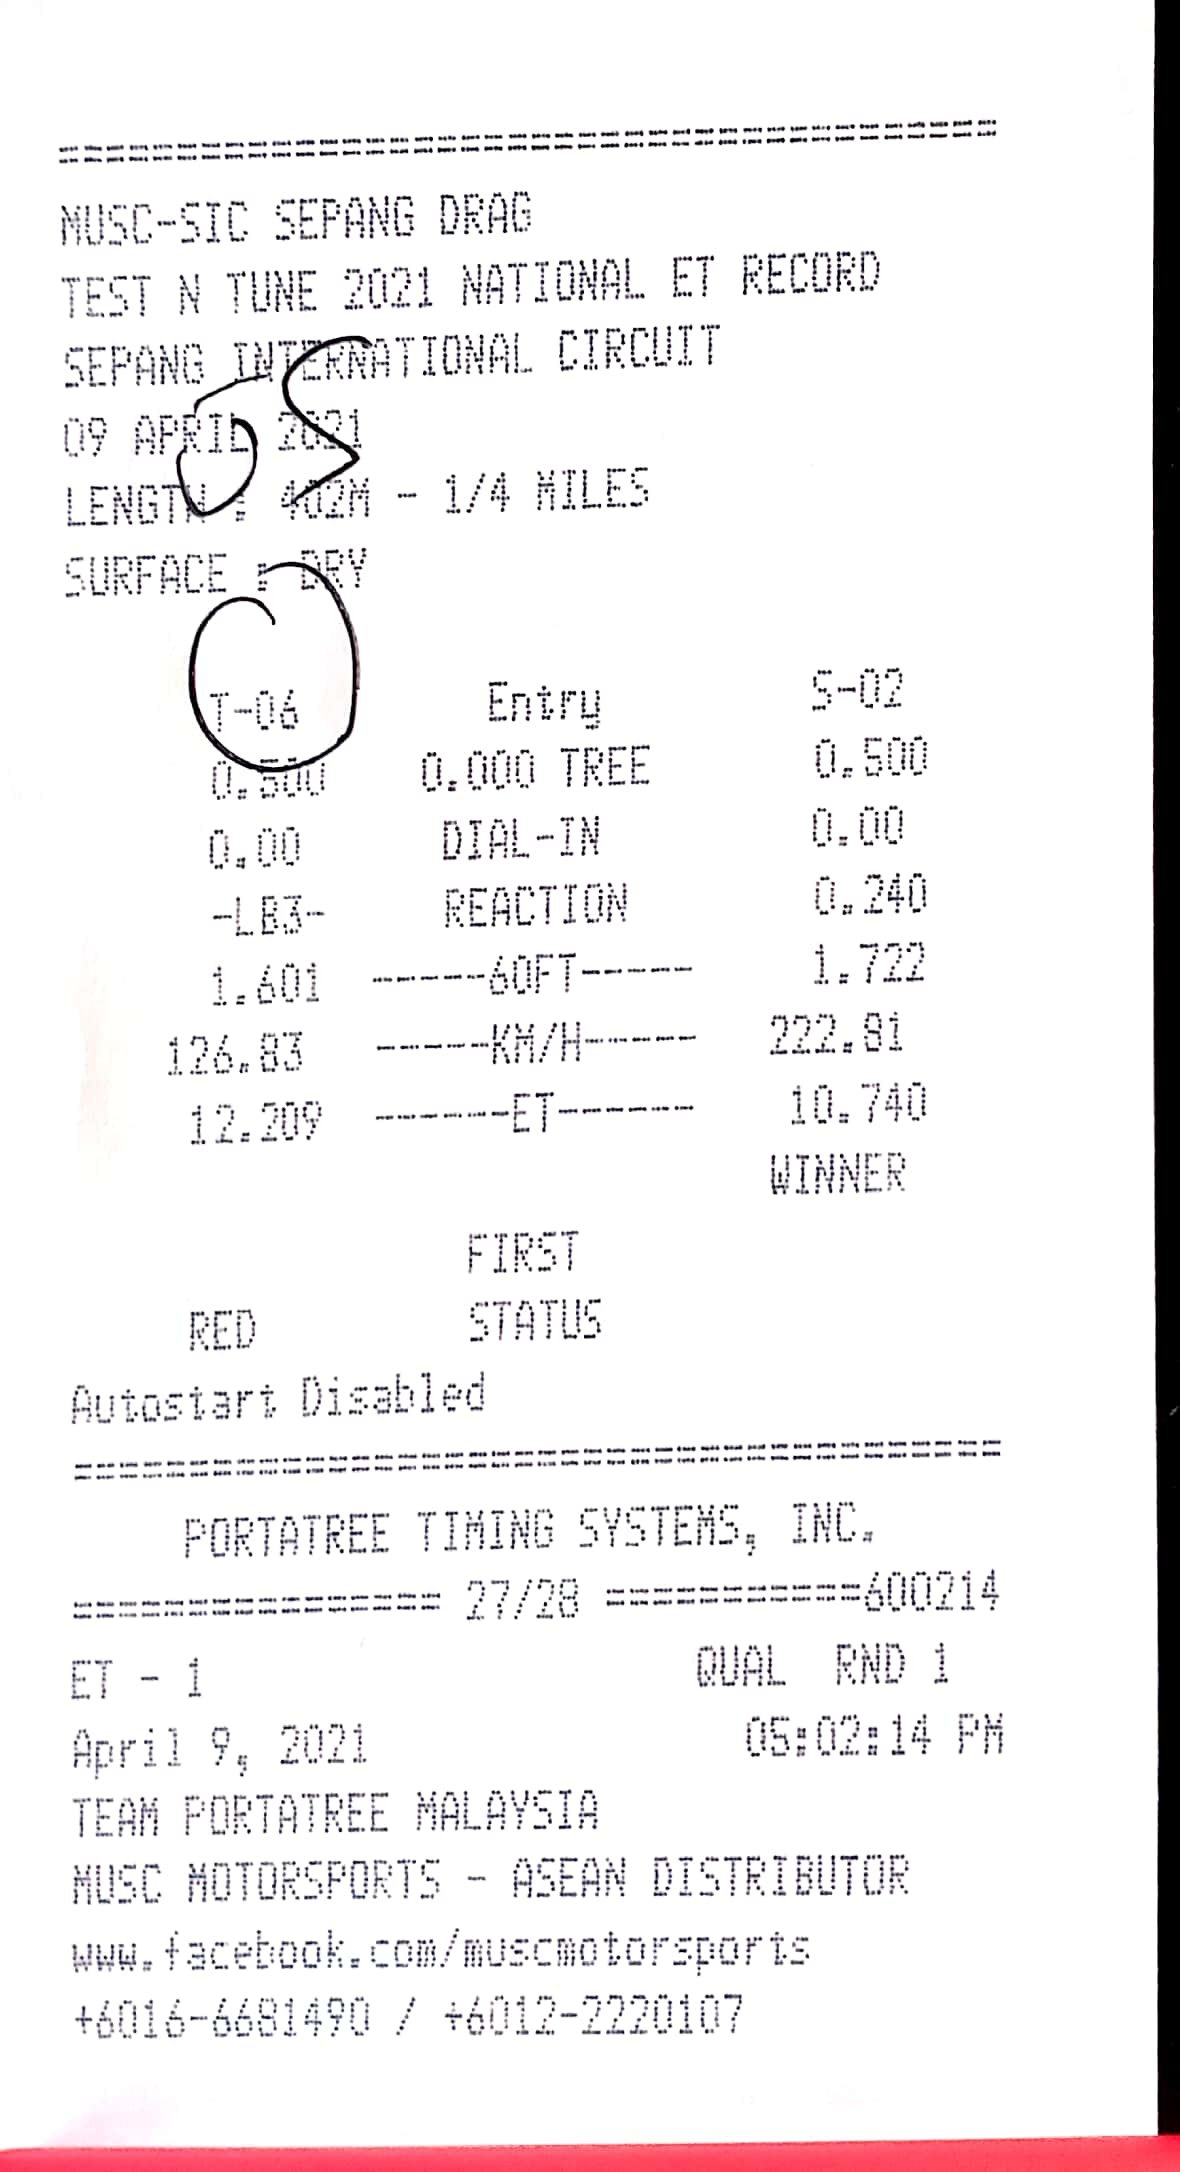 ==========================================
MUSC-SIC SEPANG DRAG
TEST N TUNE 2021 NATIONAL ET RECORD
SEPANG INTERNATIONAL CIRCUIT
09 APRIL 2021
LENGTH : 402M - 1/4 MILES
SURFACE : DRY
T-06 Entry S-02
0.500 0.000 TREE 0.500
0.00 DIAL-IN 0.00
-LB3- REACTION 0.240
1.601 -----60FT----- 1.722
126.83 -----KM/H----- 222.81
12.209 ------ET------ 10.740
WINNER
FIRST
RED STATUS
Autostart Disabled
==========================================
PORTATREE TIMING SYSTEMS, INC.
================ 27/28 ===========600214
ET - 1 QUAL RND 1
April 9, 2021 05:02:14 PM
TEAM PORTATREE MALAYSIA
MUSC MOTORSPORTS - ASEAN DISTRIBUTOR
www.facebook.com/muscmotorsports
+6016-6681490 / +6012-2220107